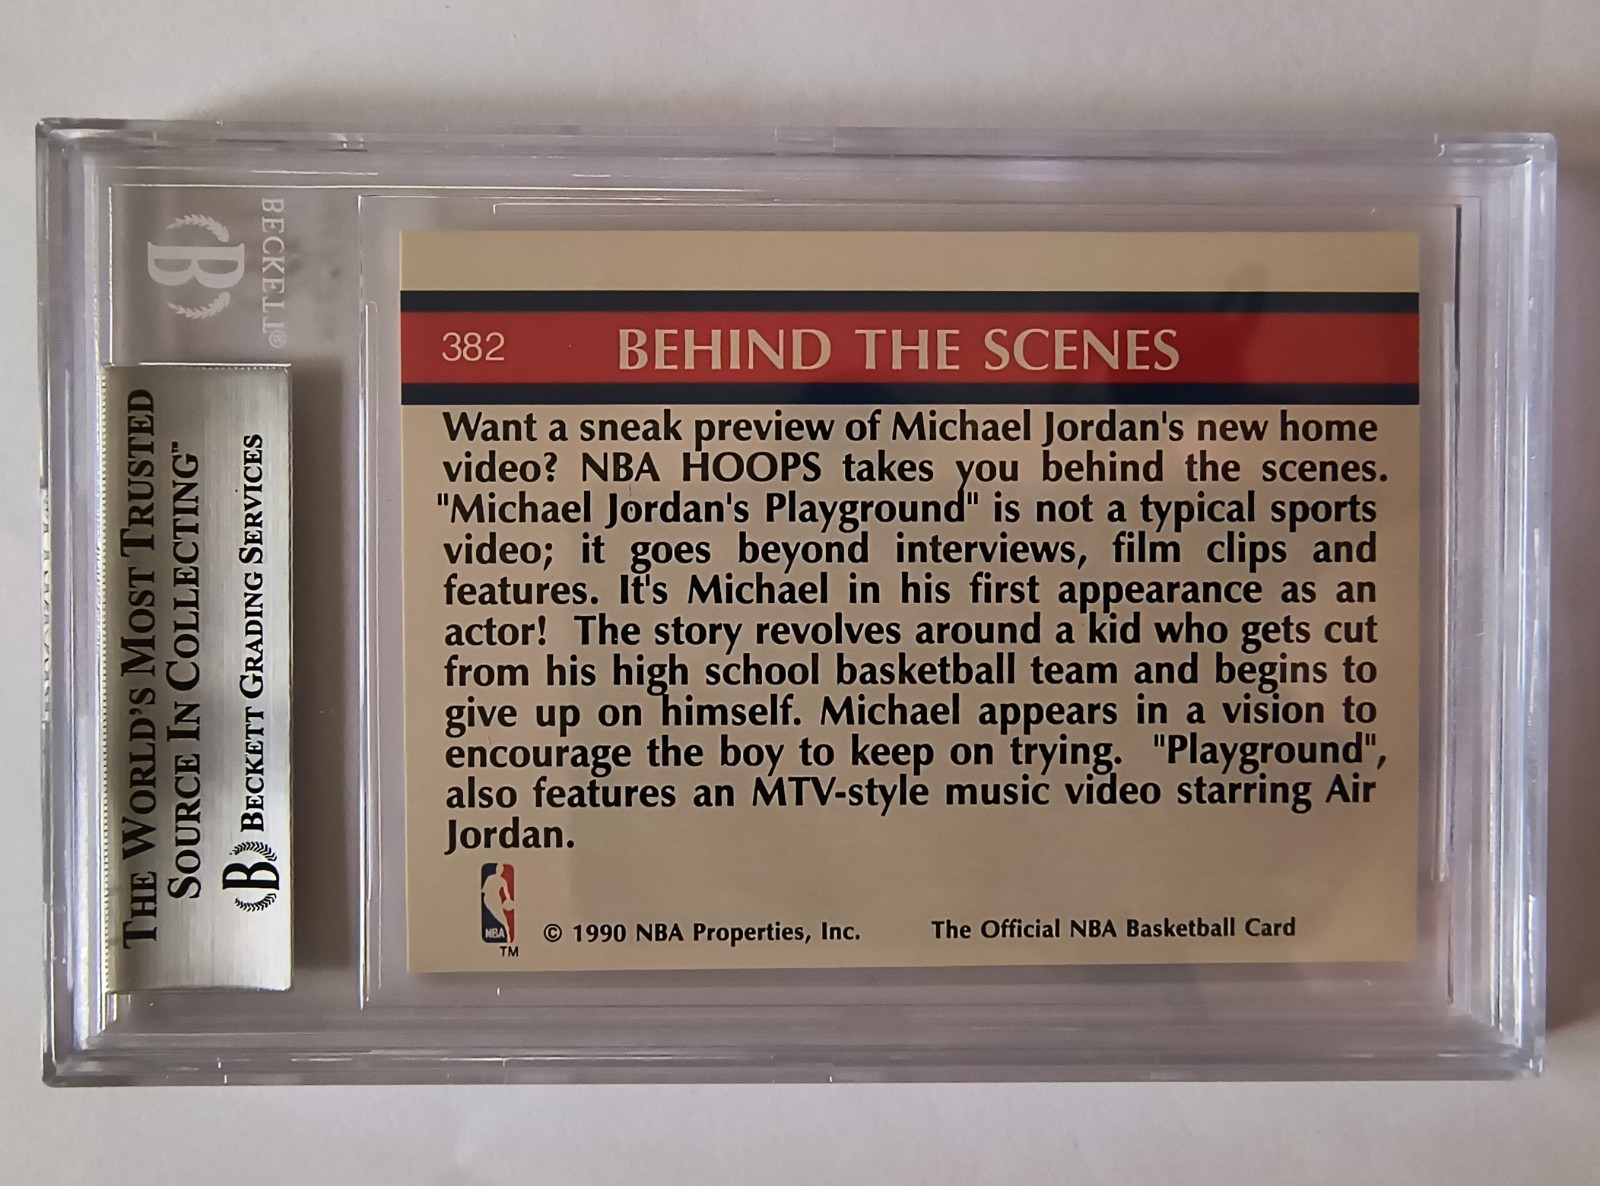 BECKETT®
B
THE WORLD'S MOST TRUSTED
SOURCE IN COLLECTING™
B BECKETT GRADING SERVICES
382 BEHIND THE SCENES
Want a sneak preview of Michael Jordan's new home
video? NBA HOOPS takes you behind the scenes.
"Michael Jordan's Playground" is not a typical sports
video; it goes beyond interviews, film clips and
features. It's Michael in his first appearance as an
actor! The story revolves around a kid who gets cut
from his high school basketball team and begins to
give up on himself. Michael appears in a vision to
encourage the boy to keep on trying. "Playground",
also features an MTV-style music video starring Air
Jordan.
NBA
TM
© 1990 NBA Properties, Inc. The Official NBA Basketball Card